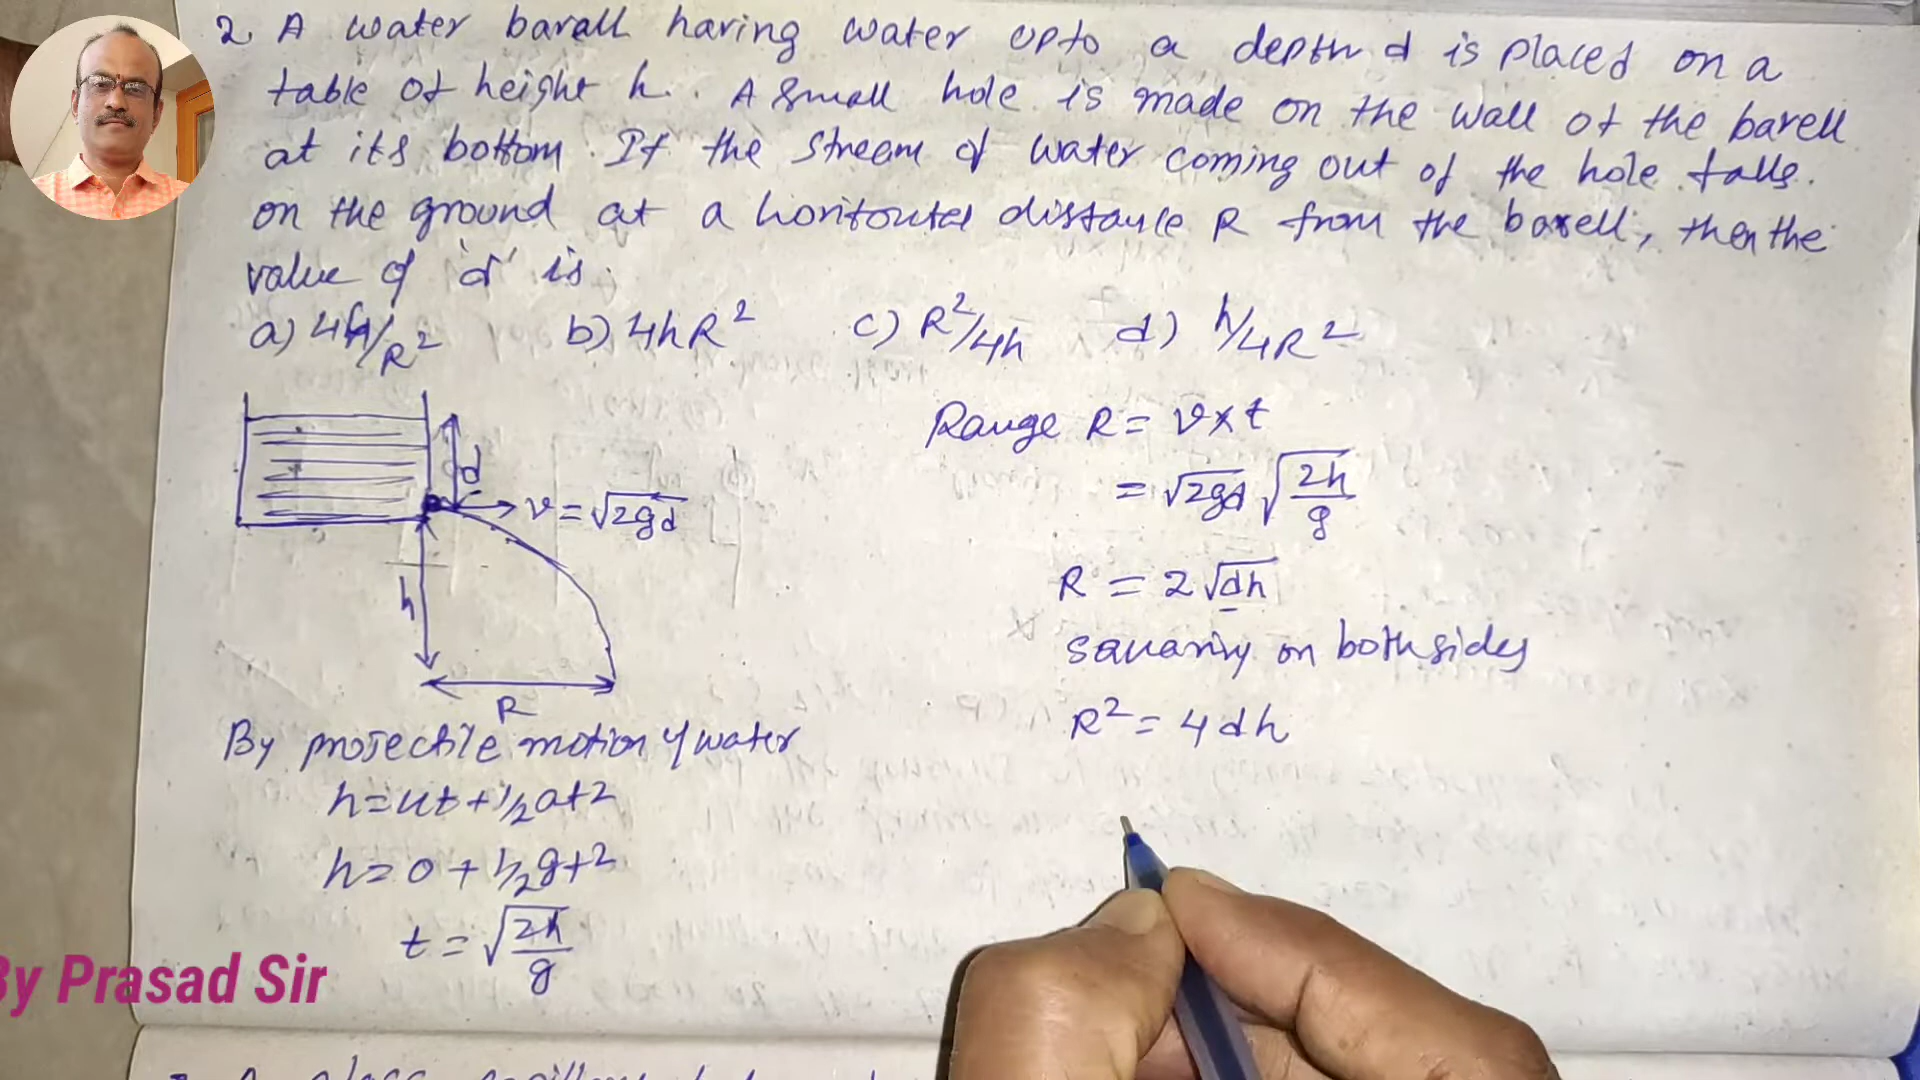 2. A water barall having water upto a depth d is placed on a
table of height h. A small hole is made on the wall of the barell
at its bottom. If the stream of water coming out of the hole falls.
on the ground at a horizontal distance R from the barell, then the
value of 'd' is
a) 4h/R² b) 4hR² c) R²/4h d) h/4R²
d
v = √2gd
h
R
By projectile motion of water
h = ut + 1/2 at2
h = 0 + 1/2 gt2
t = √2h/g
Range R = v × t
= √2gd √2h/g
R = 2√dh
squaring on both sides
R² = 4dh
By Prasad Sir